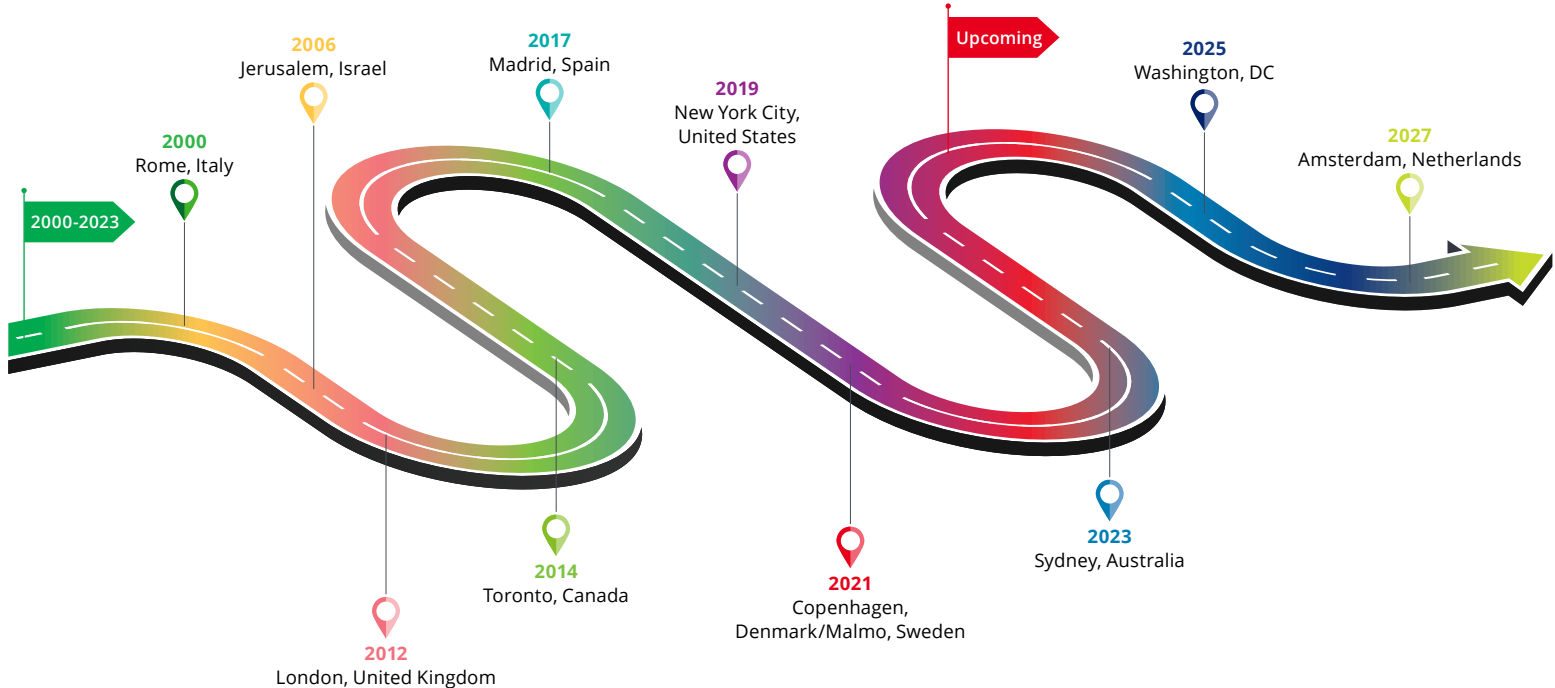 2000-2023
2000
Rome, Italy
2006
Jerusalem, Israel
2012
London, United Kingdom
2014
Toronto, Canada
2017
Madrid, Spain
2019
New York City,
United States
2021
Copenhagen,
Denmark/Malmo, Sweden
2023
Sydney, Australia
Upcoming
2025
Washington, DC
2027
Amsterdam, Netherlands